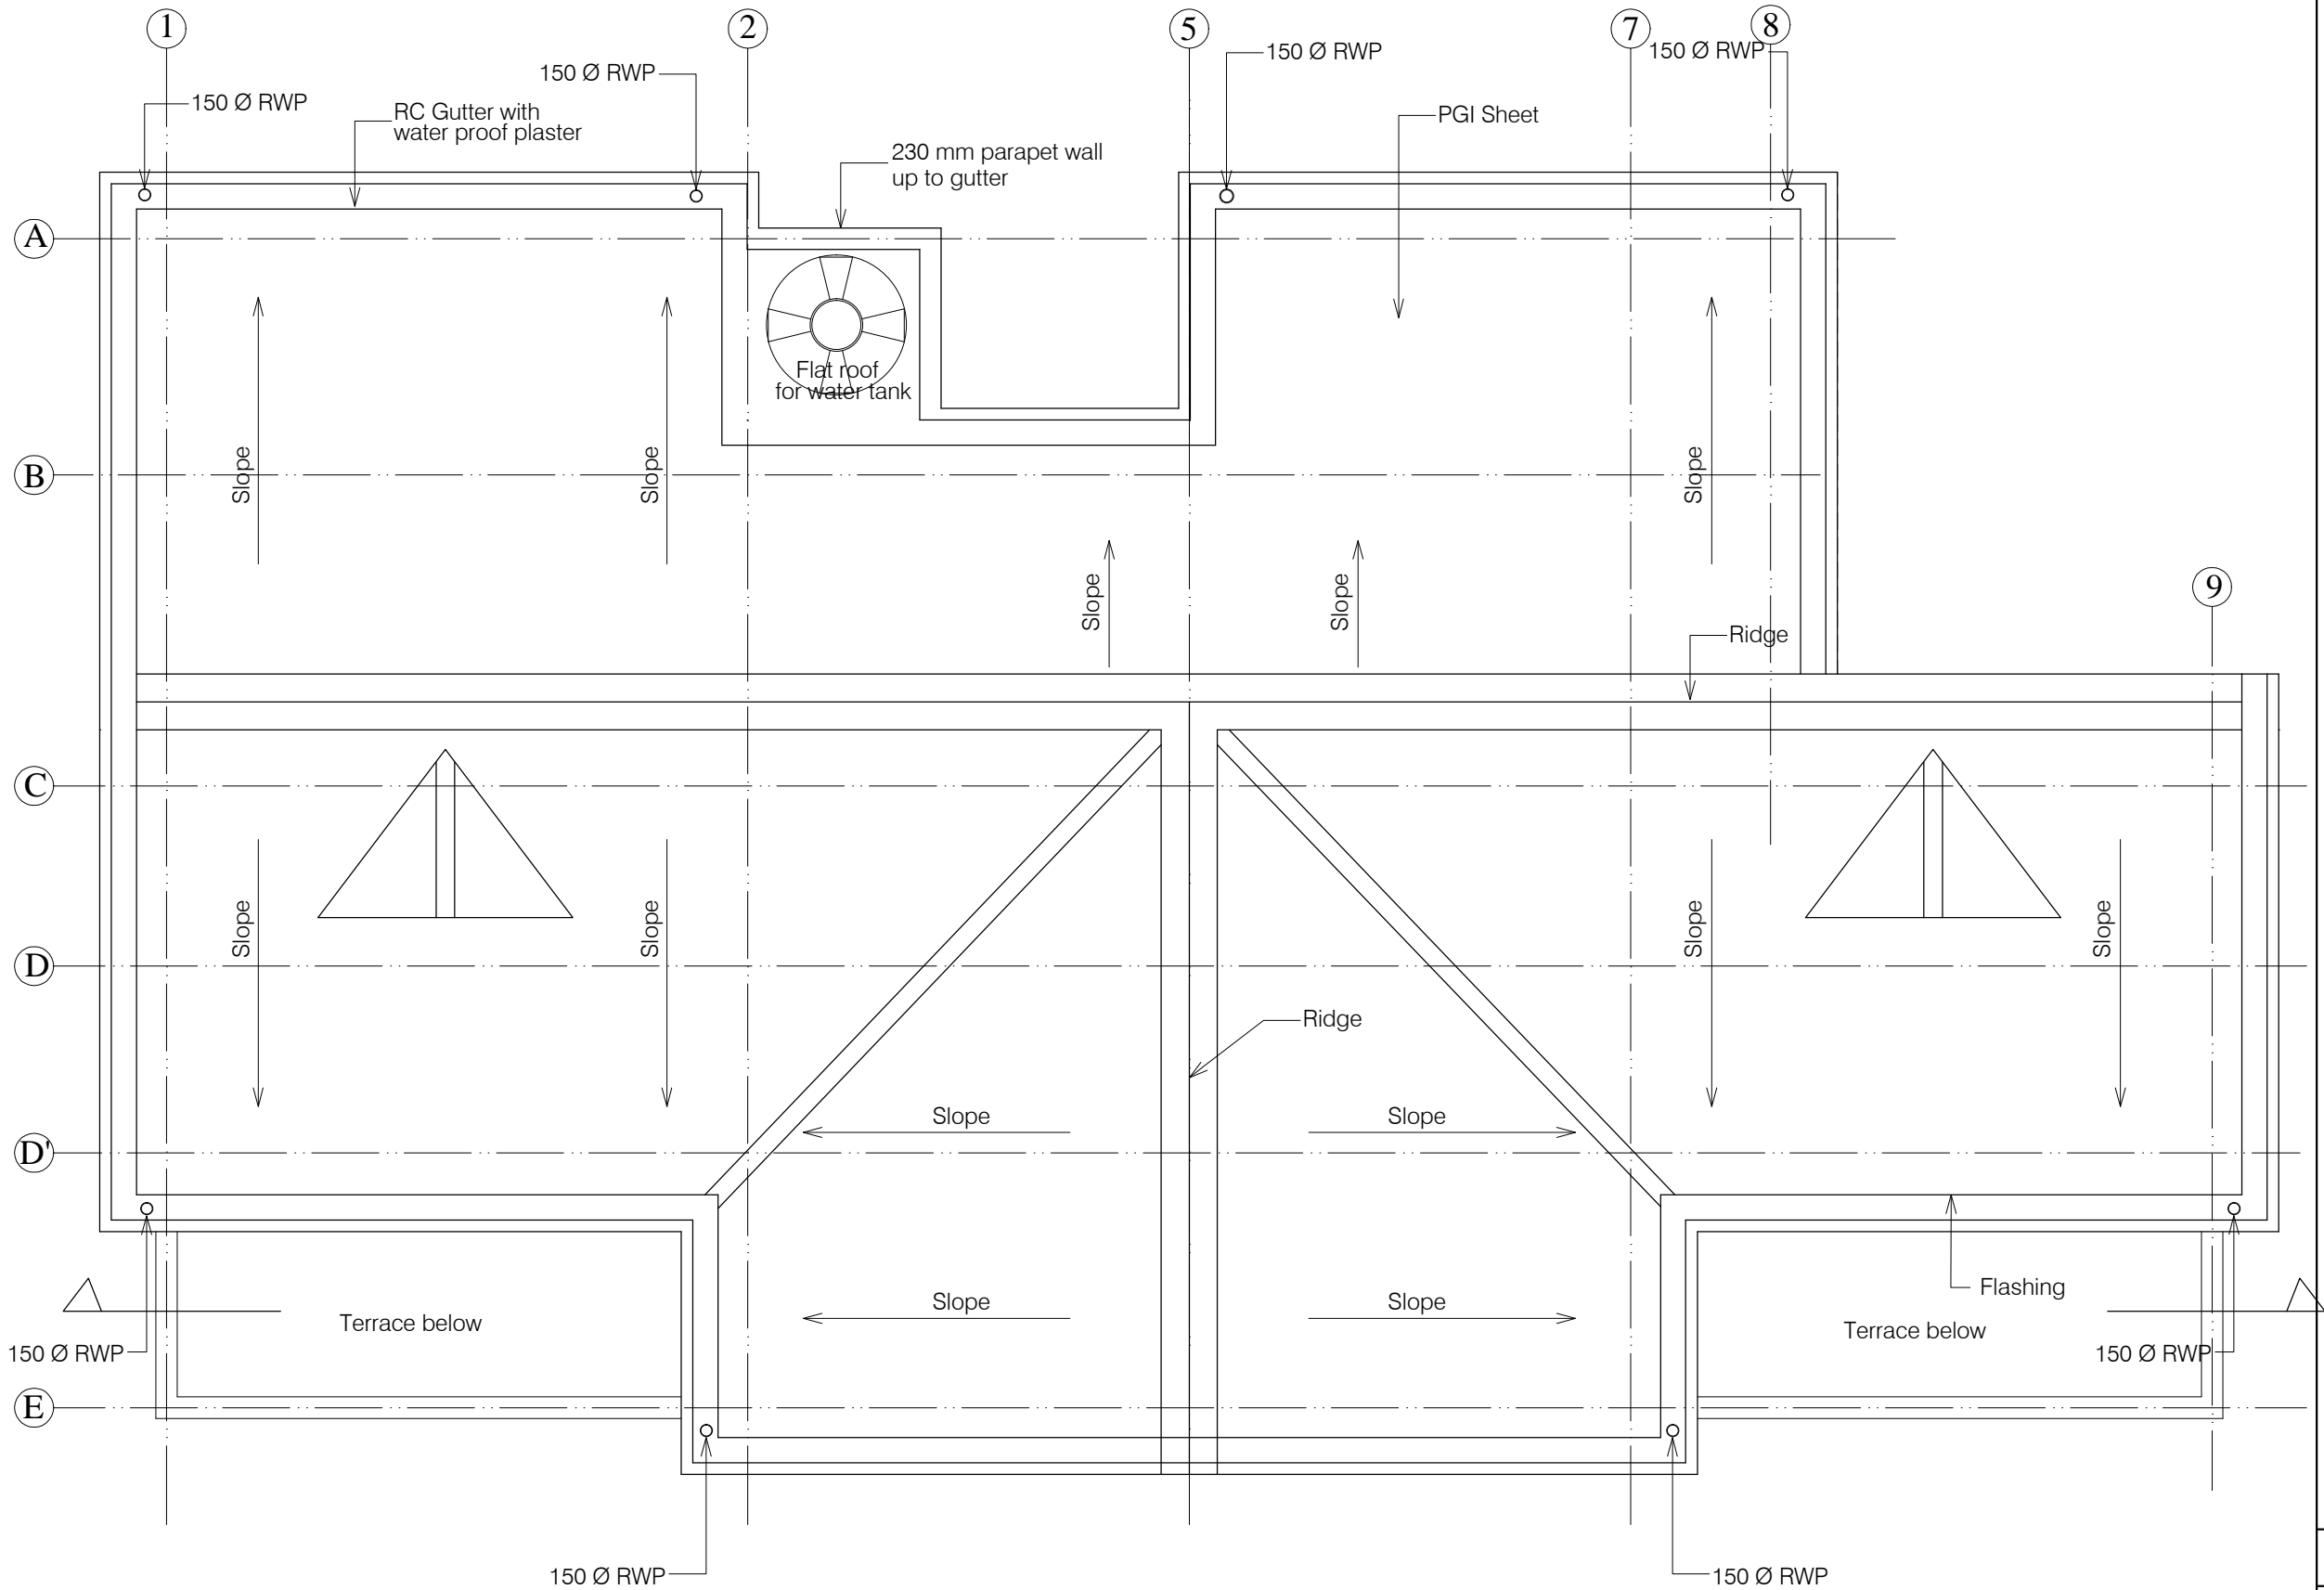 1
2
5
7
8
150 Ø RWP
150 Ø RWP
150 Ø RWP
150 Ø RWP
RC Gutter with
water proof plaster
PGI Sheet
230 mm parapet wall
up to gutter
A
Flat roof
for water tank
B
Slope
Slope
Slope
Slope
Slope
9
Ridge
C
Slope
Slope
Slope
Slope
D
Ridge
Slope
Slope
D'
Flashing
Slope
Slope
Terrace below
Terrace below
150 Ø RWP
150 Ø RWP
E
150 Ø RWP
150 Ø RWP